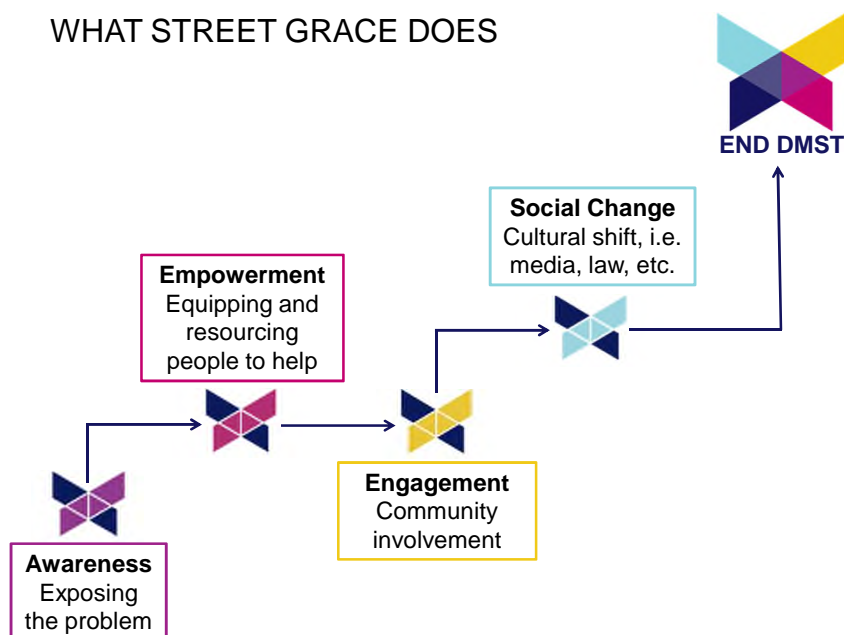 WHAT STREET GRACE DOES
END DMST
Social Change
Cultural shift, i.e.
media, law, etc.
Empowerment
Equipping and
resourcing
people to help
Engagement
Community
involvement
Awareness
Exposing
the problem